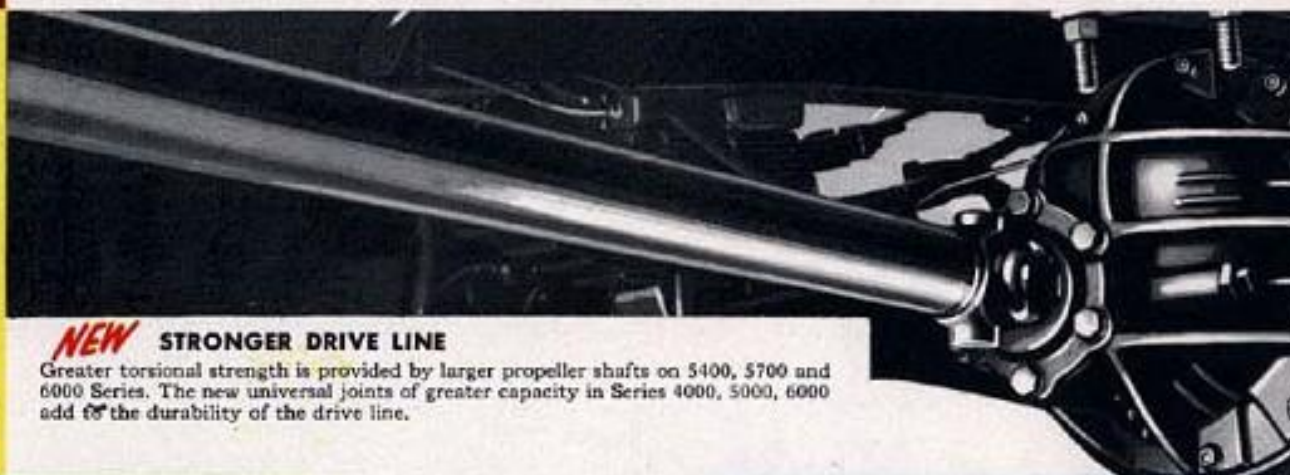 NEW STRONGER DRIVE LINE
Greater torsional strength is provided by larger propeller shafts on 5400, 5700 and
6000 Series. The new universal joints of greater capacity in Series 4000, 5000, 6000
add to the durability of the drive line.